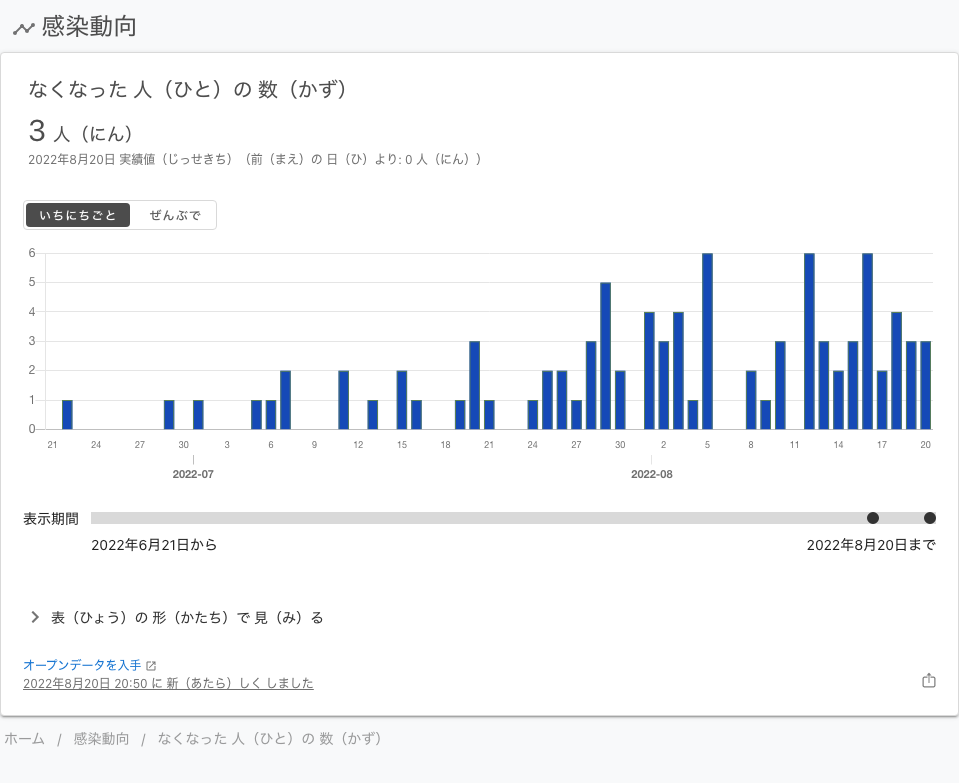 感染動向
なくなった 人（ひと）の 数（かず）
3 人（にん）
2022年8月20日 実績値（じっせきち）（前（まえ）の 日（ひ）より: 0 人（にん））
いちにちごと ぜんぶで
6
5
4
3
2
1
0
21 24 27 30 3 6 9 12 15 18 21 24 27 30 2 5 8 11 14 17 20
2022-07 2022-08
表示期間
2022年6月21日から 2022年8月20日まで
表（ひょう）の 形（かたち）で 見（み）る
オープンデータを入手
2022年8月20日 20:50 に 新（あたら）しく しました
ホーム / 感染動向 / なくなった 人（ひと）の 数（かず）